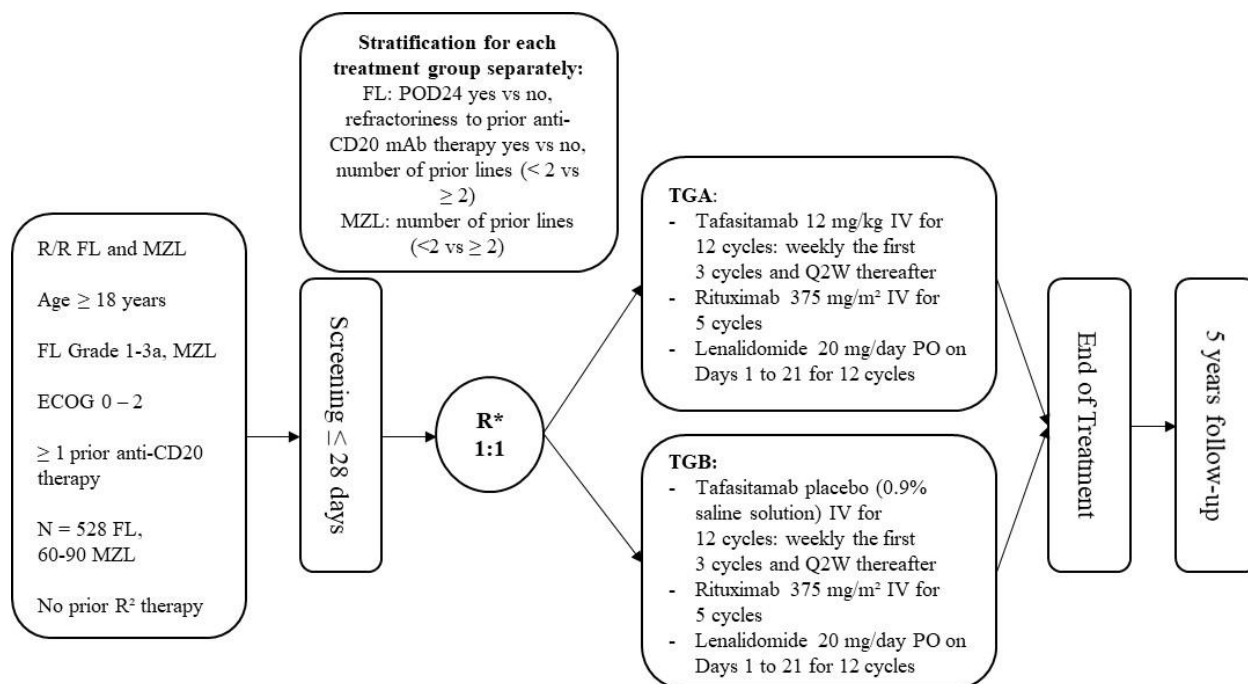 Stratification for each
treatment group separately:
FL: POD24 yes vs no,
refractoriness to prior anti-
CD20 mAb therapy yes vs no,
number of prior lines (< 2 vs
≥ 2)
MZL: number of prior lines
(<2 vs ≥ 2)
R/R FL and MZL
Age ≥ 18 years
FL Grade 1-3a, MZL
ECOG 0 – 2
≥ 1 prior anti-CD20
therapy
N = 528 FL,
60-90 MZL
No prior R² therapy
Screening ≤ 28 days
R*
1:1
TGA:
- Tafasitamab 12 mg/kg IV for
12 cycles: weekly the first
3 cycles and Q2W thereafter
- Rituximab 375 mg/m² IV for
5 cycles
- Lenalidomide 20 mg/day PO on
Days 1 to 21 for 12 cycles
TGB:
- Tafasitamab placebo (0.9%
saline solution) IV for
12 cycles: weekly the first
3 cycles and Q2W thereafter
- Rituximab 375 mg/m² IV for
5 cycles
- Lenalidomide 20 mg/day PO on
Days 1 to 21 for 12 cycles
End of Treatment
5 years follow-up